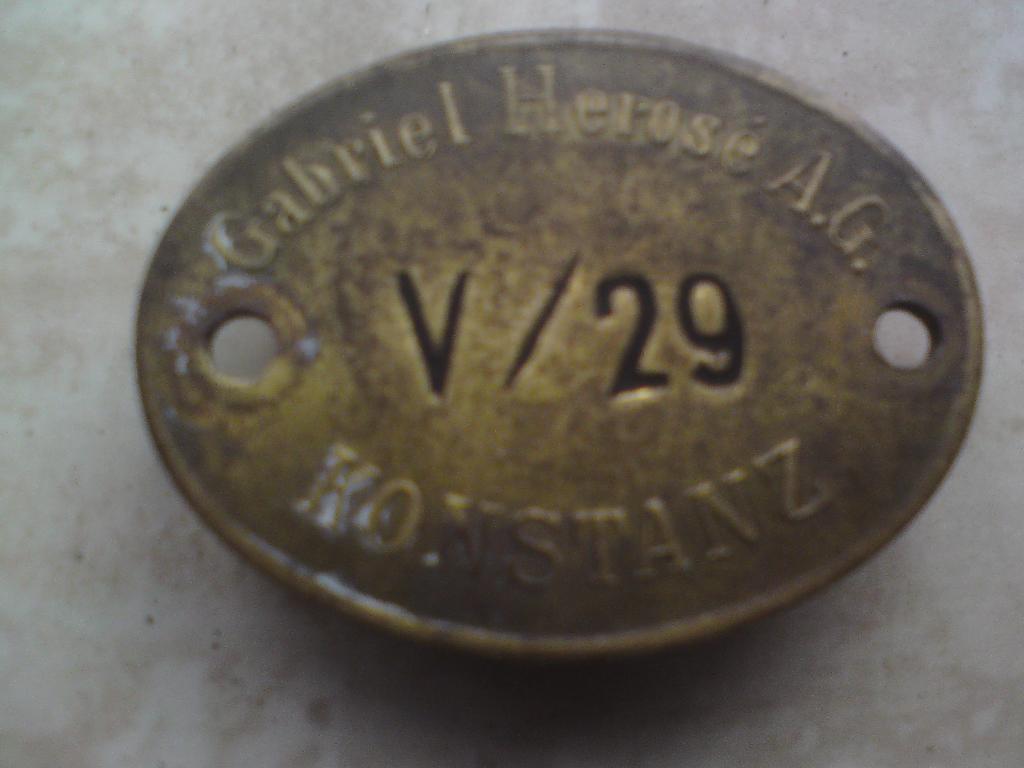 Gabriel Herosé A.G.
V/29
KONSTANZ